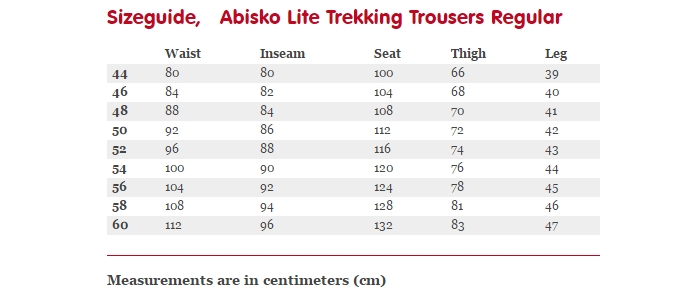 Sizeguide, Abisko Lite Trekking Trousers Regular
Waist Inseam Seat Thigh Leg
44 80 80 100 66 39
46 84 82 104 68 40
48 88 84 108 70 41
50 92 86 112 72 42
52 96 88 116 74 43
54 100 90 120 76 44
56 104 92 124 78 45
58 108 94 128 81 46
60 112 96 132 83 47
Measurements are in centimeters (cm)